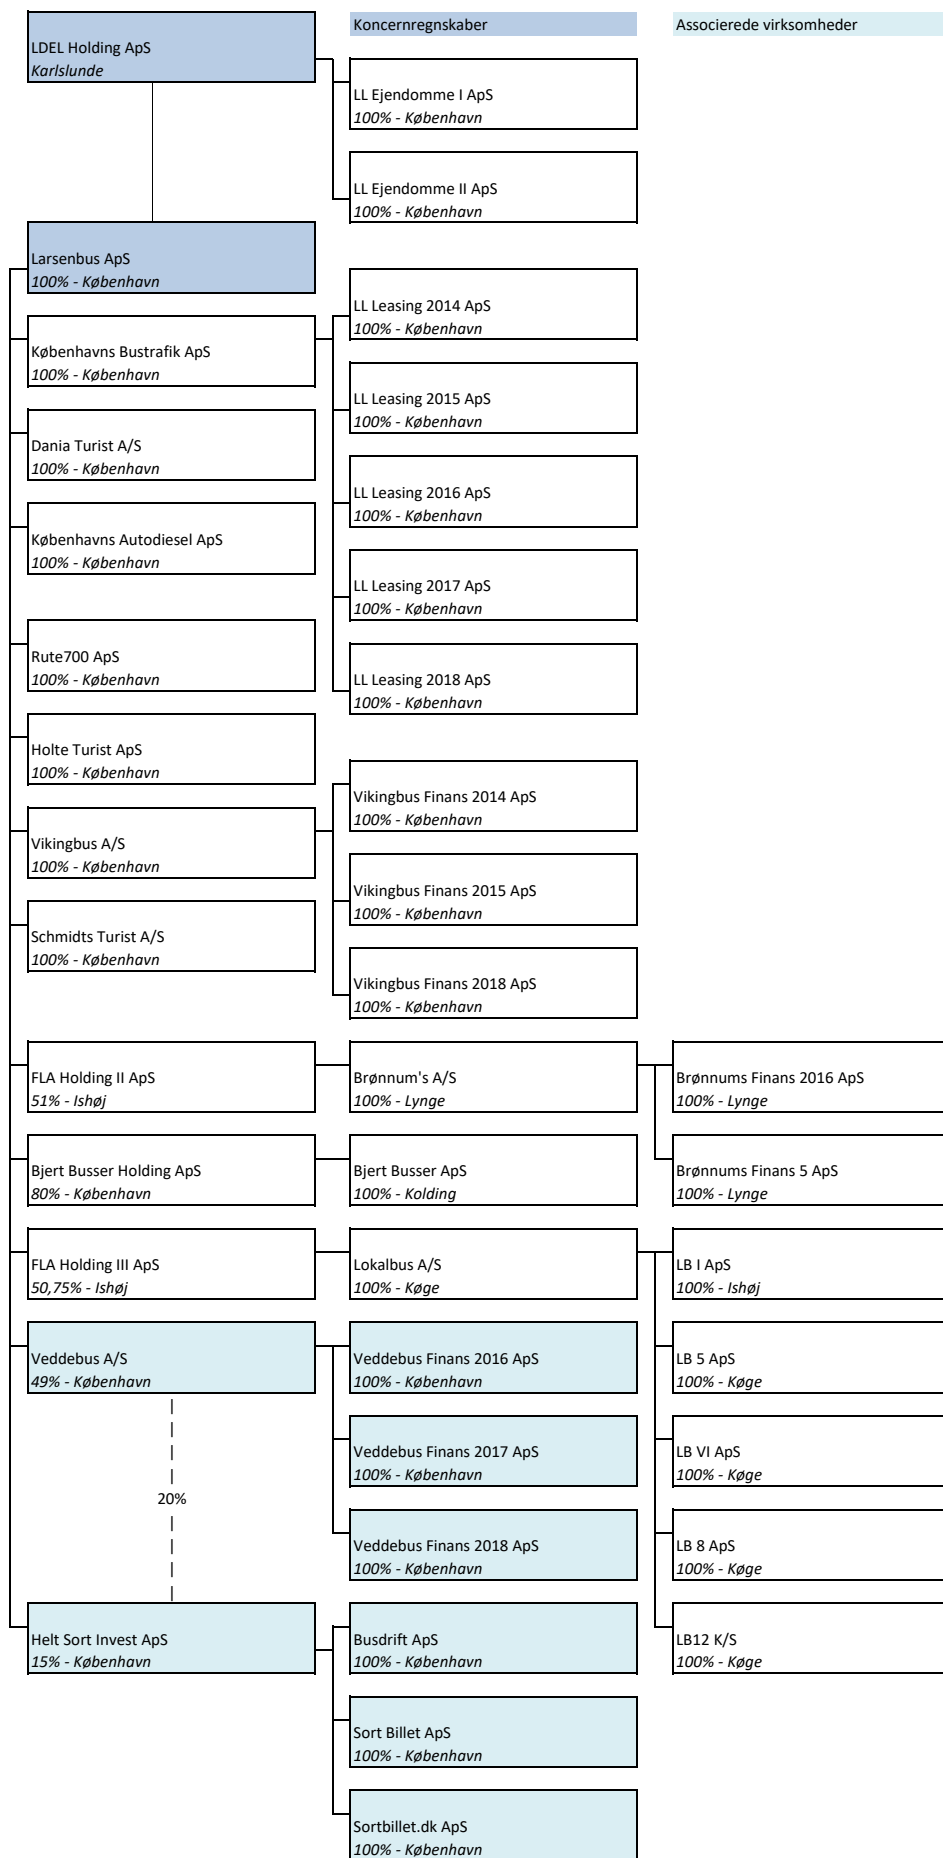 Koncernregnskaber
Associerede virksomheder
LDEL Holding ApS
Karlslunde
LL Ejendomme I ApS
100% - København
LL Ejendomme II ApS
100% - København
Larsenbus ApS
100% - København
LL Leasing 2014 ApS
100% - København
Københavns Bustrafik ApS
100% - København
LL Leasing 2015 ApS
100% - København
Dania Turist A/S
100% - København
LL Leasing 2016 ApS
100% - København
Københavns Autodiesel ApS
100% - København
LL Leasing 2017 ApS
100% - København
Rute700 ApS
100% - København
LL Leasing 2018 ApS
100% - København
Holte Turist ApS
100% - København
Vikingbus Finans 2014 ApS
100% - København
Vikingbus A/S
100% - København
Vikingbus Finans 2015 ApS
100% - København
Schmidts Turist A/S
100% - København
Vikingbus Finans 2018 ApS
100% - København
FLA Holding II ApS
51% - Ishøj
Brønnum's A/S
100% - Lynge
Brønnums Finans 2016 ApS
100% - Lynge
Bjert Busser Holding ApS
80% - København
Bjert Busser ApS
100% - Kolding
Brønnums Finans 5 ApS
100% - Lynge
FLA Holding III ApS
50,75% - Ishøj
Lokalbus A/S
100% - Køge
LB I ApS
100% - Ishøj
Veddebus A/S
49% - København
Veddebus Finans 2016 ApS
100% - København
LB 5 ApS
100% - Køge
Veddebus Finans 2017 ApS
100% - København
LB VI ApS
100% - Køge
20%
Veddebus Finans 2018 ApS
100% - København
LB 8 ApS
100% - Køge
Helt Sort Invest ApS
15% - København
Busdrift ApS
100% - København
LB12 K/S
100% - Køge
Sort Billet ApS
100% - København
Sortbillet.dk ApS
100% - København